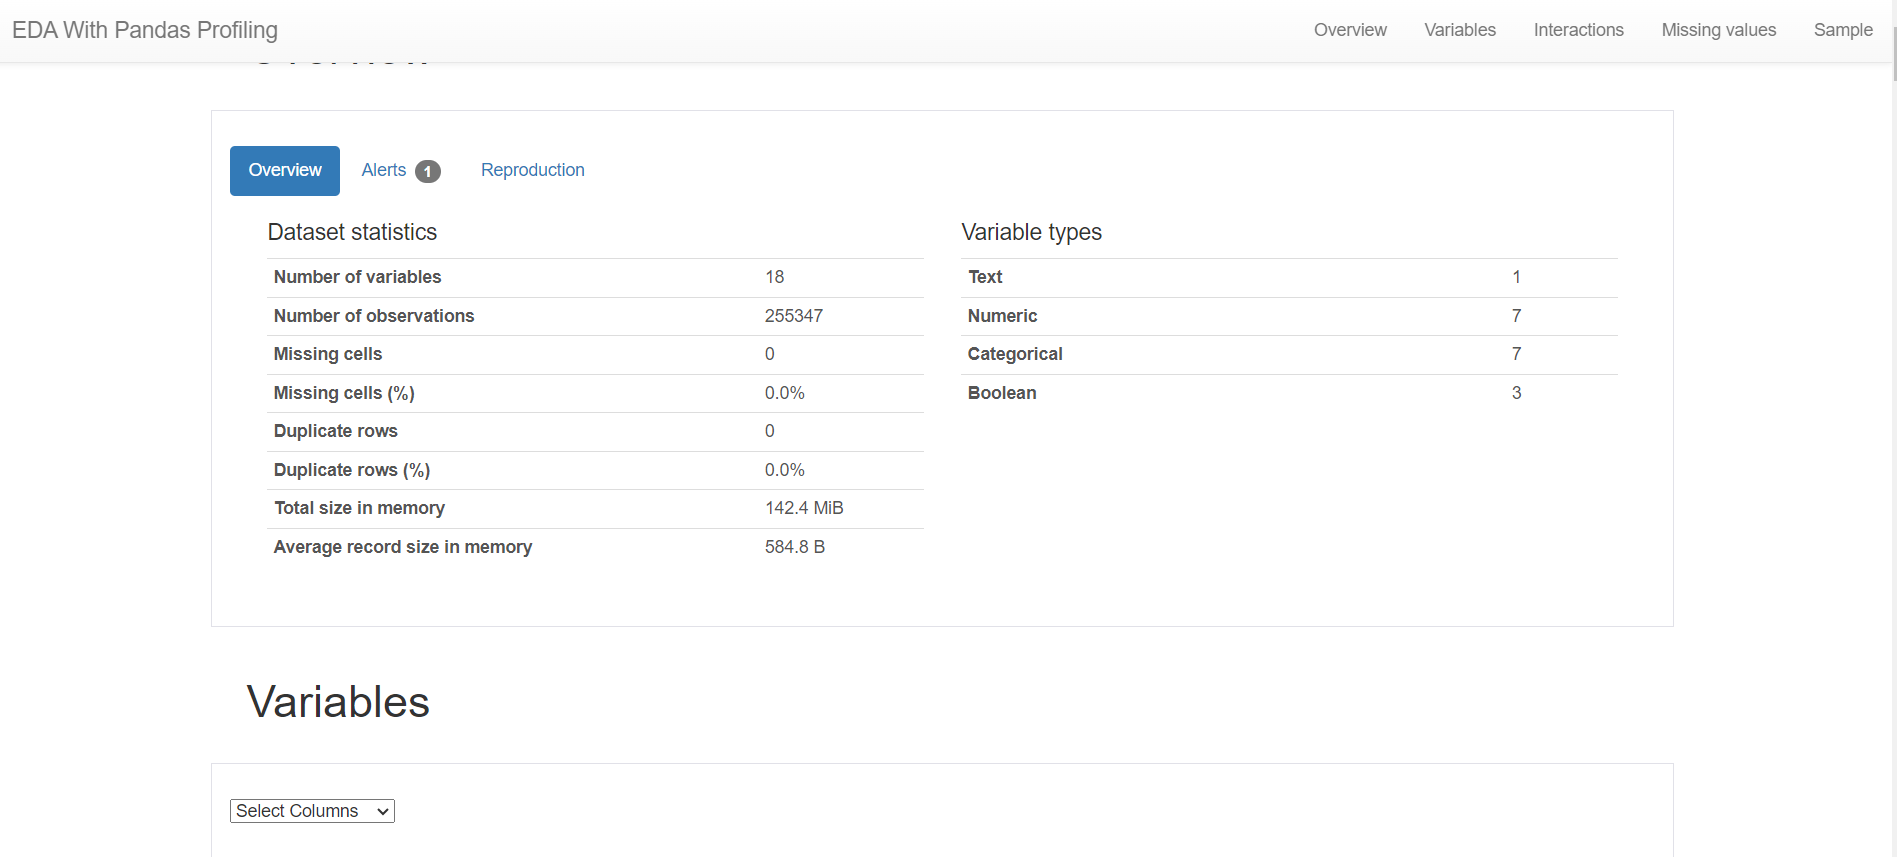 EDA With Pandas Profiling
Overview Variables Interactions Missing values Sample
Overview Alerts 1 Reproduction
Dataset statistics
Number of variables 18
Number of observations 255347
Missing cells 0
Missing cells (%) 0.0%
Duplicate rows 0
Duplicate rows (%) 0.0%
Total size in memory 142.4 MiB
Average record size in memory 584.8 B
Variable types
Text 1
Numeric 7
Categorical 7
Boolean 3
Variables
Select Columns